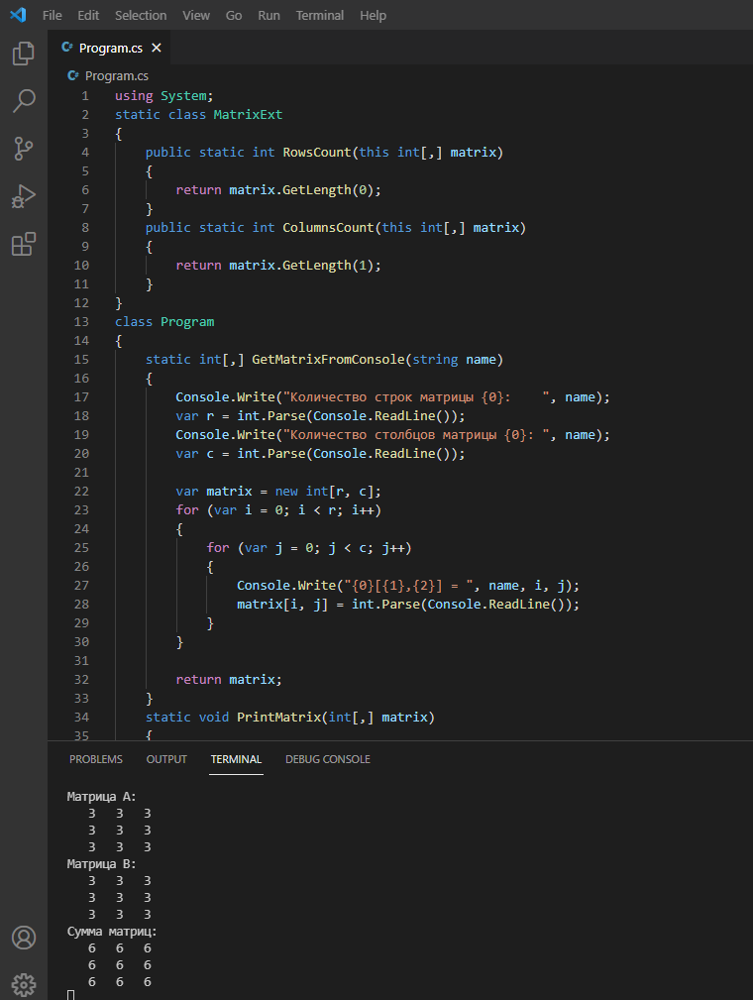 File Edit Selection View Go Run Terminal Help
C# Program.cs ×
C# Program.cs
1 using System;
2 static class MatrixExt
3 {
4 public static int RowsCount(this int[,] matrix)
5 {
6 return matrix.GetLength(0);
7 }
8 public static int ColumnsCount(this int[,] matrix)
9 {
10 return matrix.GetLength(1);
11 }
12 }
13 class Program
14 {
15 static int[,] GetMatrixFromConsole(string name)
16 {
17 Console.Write("Количество строк матрицы {0}:    ", name);
18 var r = int.Parse(Console.ReadLine());
19 Console.Write("Количество столбцов матрицы {0}: ", name);
20 var c = int.Parse(Console.ReadLine());
21
22 var matrix = new int[r, c];
23 for (var i = 0; i < r; i++)
24 {
25 for (var j = 0; j < c; j++)
26 {
27 Console.Write("{0}[{1},{2}] = ", name, i, j);
28 matrix[i, j] = int.Parse(Console.ReadLine());
29 }
30 }
31
32 return matrix;
33 }
34 static void PrintMatrix(int[,] matrix)
35 {
PROBLEMS OUTPUT TERMINAL DEBUG CONSOLE
Матрица A:
3 3 3
3 3 3
3 3 3
Матрица B:
3 3 3
3 3 3
3 3 3
Сумма матриц:
6 6 6
6 6 6
6 6 6